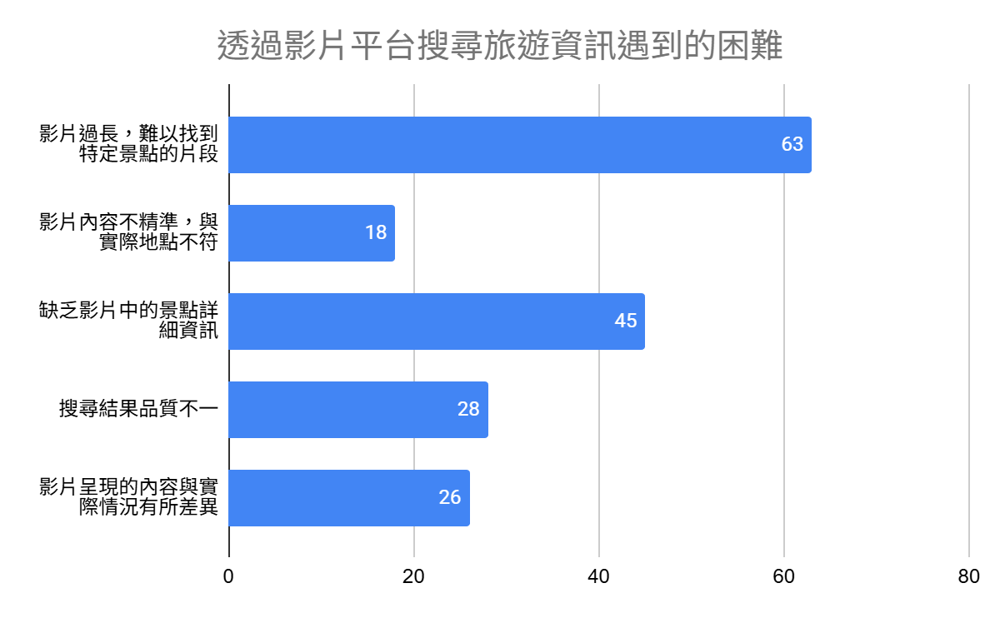 透過影片平台搜尋旅遊資訊遇到的困難
影片過長，難以找到
特定景點的片段
63
影片內容不精準，與
實際地點不符
18
缺乏影片中的景點詳
細資訊
45
搜尋結果品質不一
28
影片呈現的內容與實
際情況有所差異
26
0 20 40 60 80